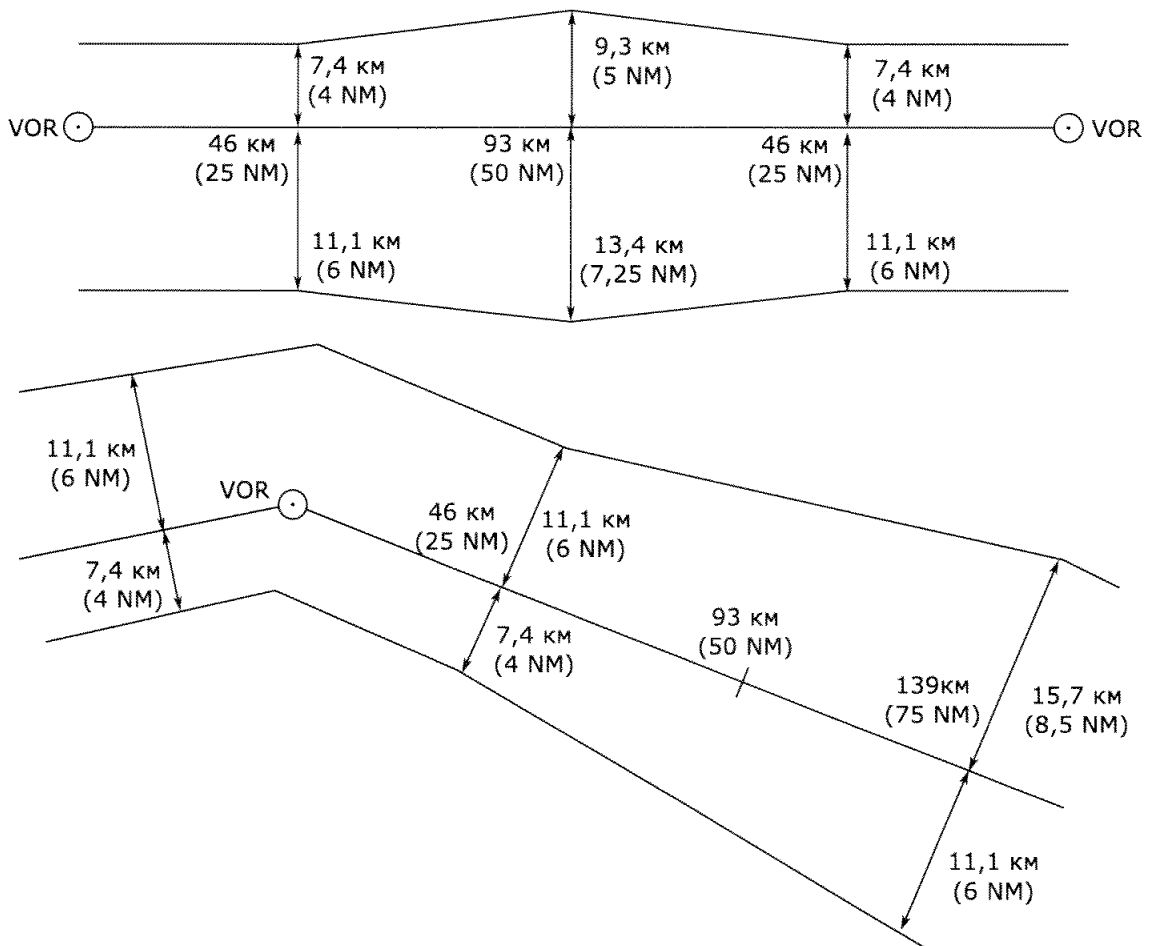 9,3 км
(5 NM)
7,4 км
(4 NM)
7,4 км
(4 NM)
VOR
VOR
46 км
(25 NM)
93 км
(50 NM)
46 км
(25 NM)
11,1 км
(6 NM)
13,4 км
(7,25 NM)
11,1 км
(6 NM)
11,1 км
(6 NM)
VOR
46 км
(25 NM)
11,1 км
(6 NM)
7,4 км
(4 NM)
7,4 км
(4 NM)
93 км
(50 NM)
139км
(75 NM)
15,7 км
(8,5 NM)
11,1 км
(6 NM)